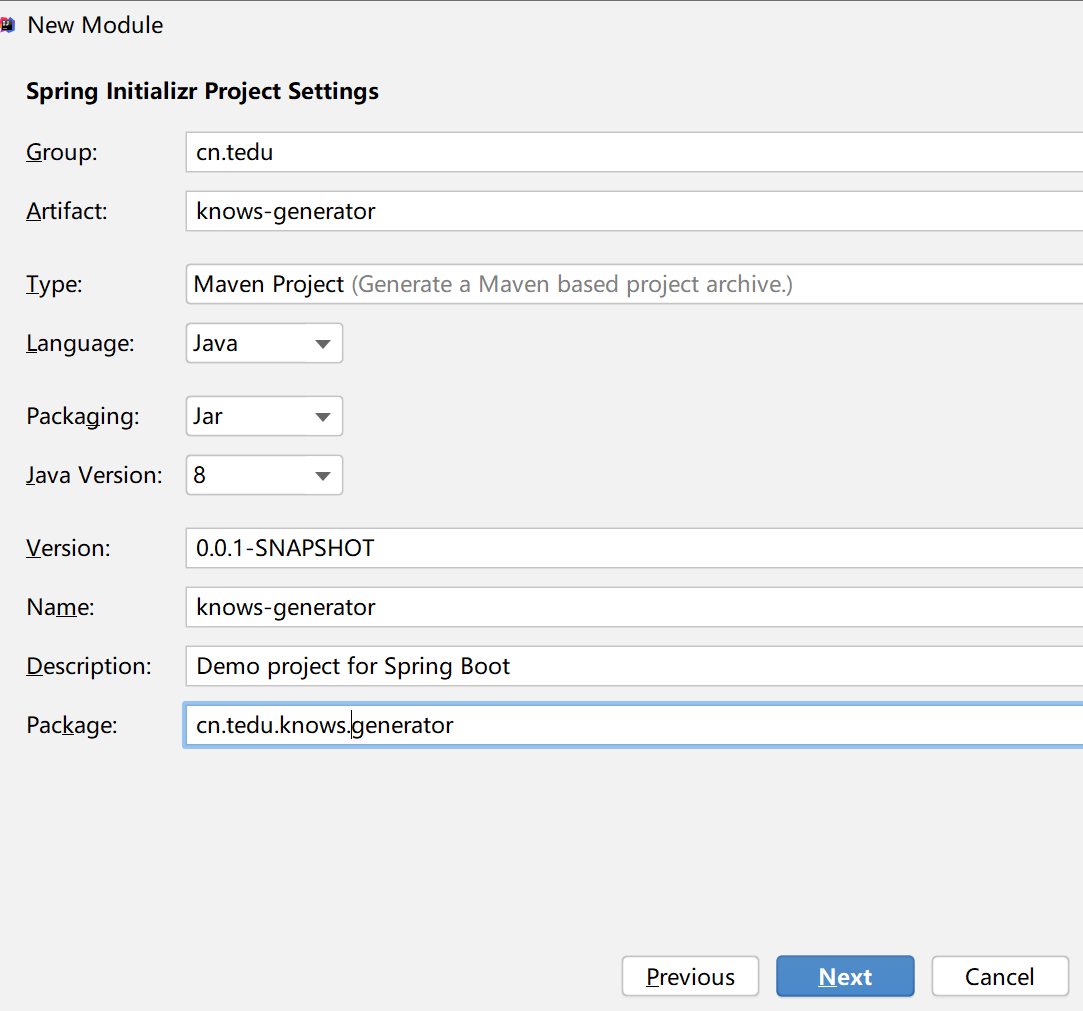 New Module
Spring Initializr Project Settings
Group: cn.tedu
Artifact: knows-generator
Type: Maven Project (Generate a Maven based project archive.)
Language: Java
Packaging: Jar
Java Version: 8
Version: 0.0.1-SNAPSHOT
Name: knows-generator
Description: Demo project for Spring Boot
Package: cn.tedu.knows.generator
Previous Next Cancel